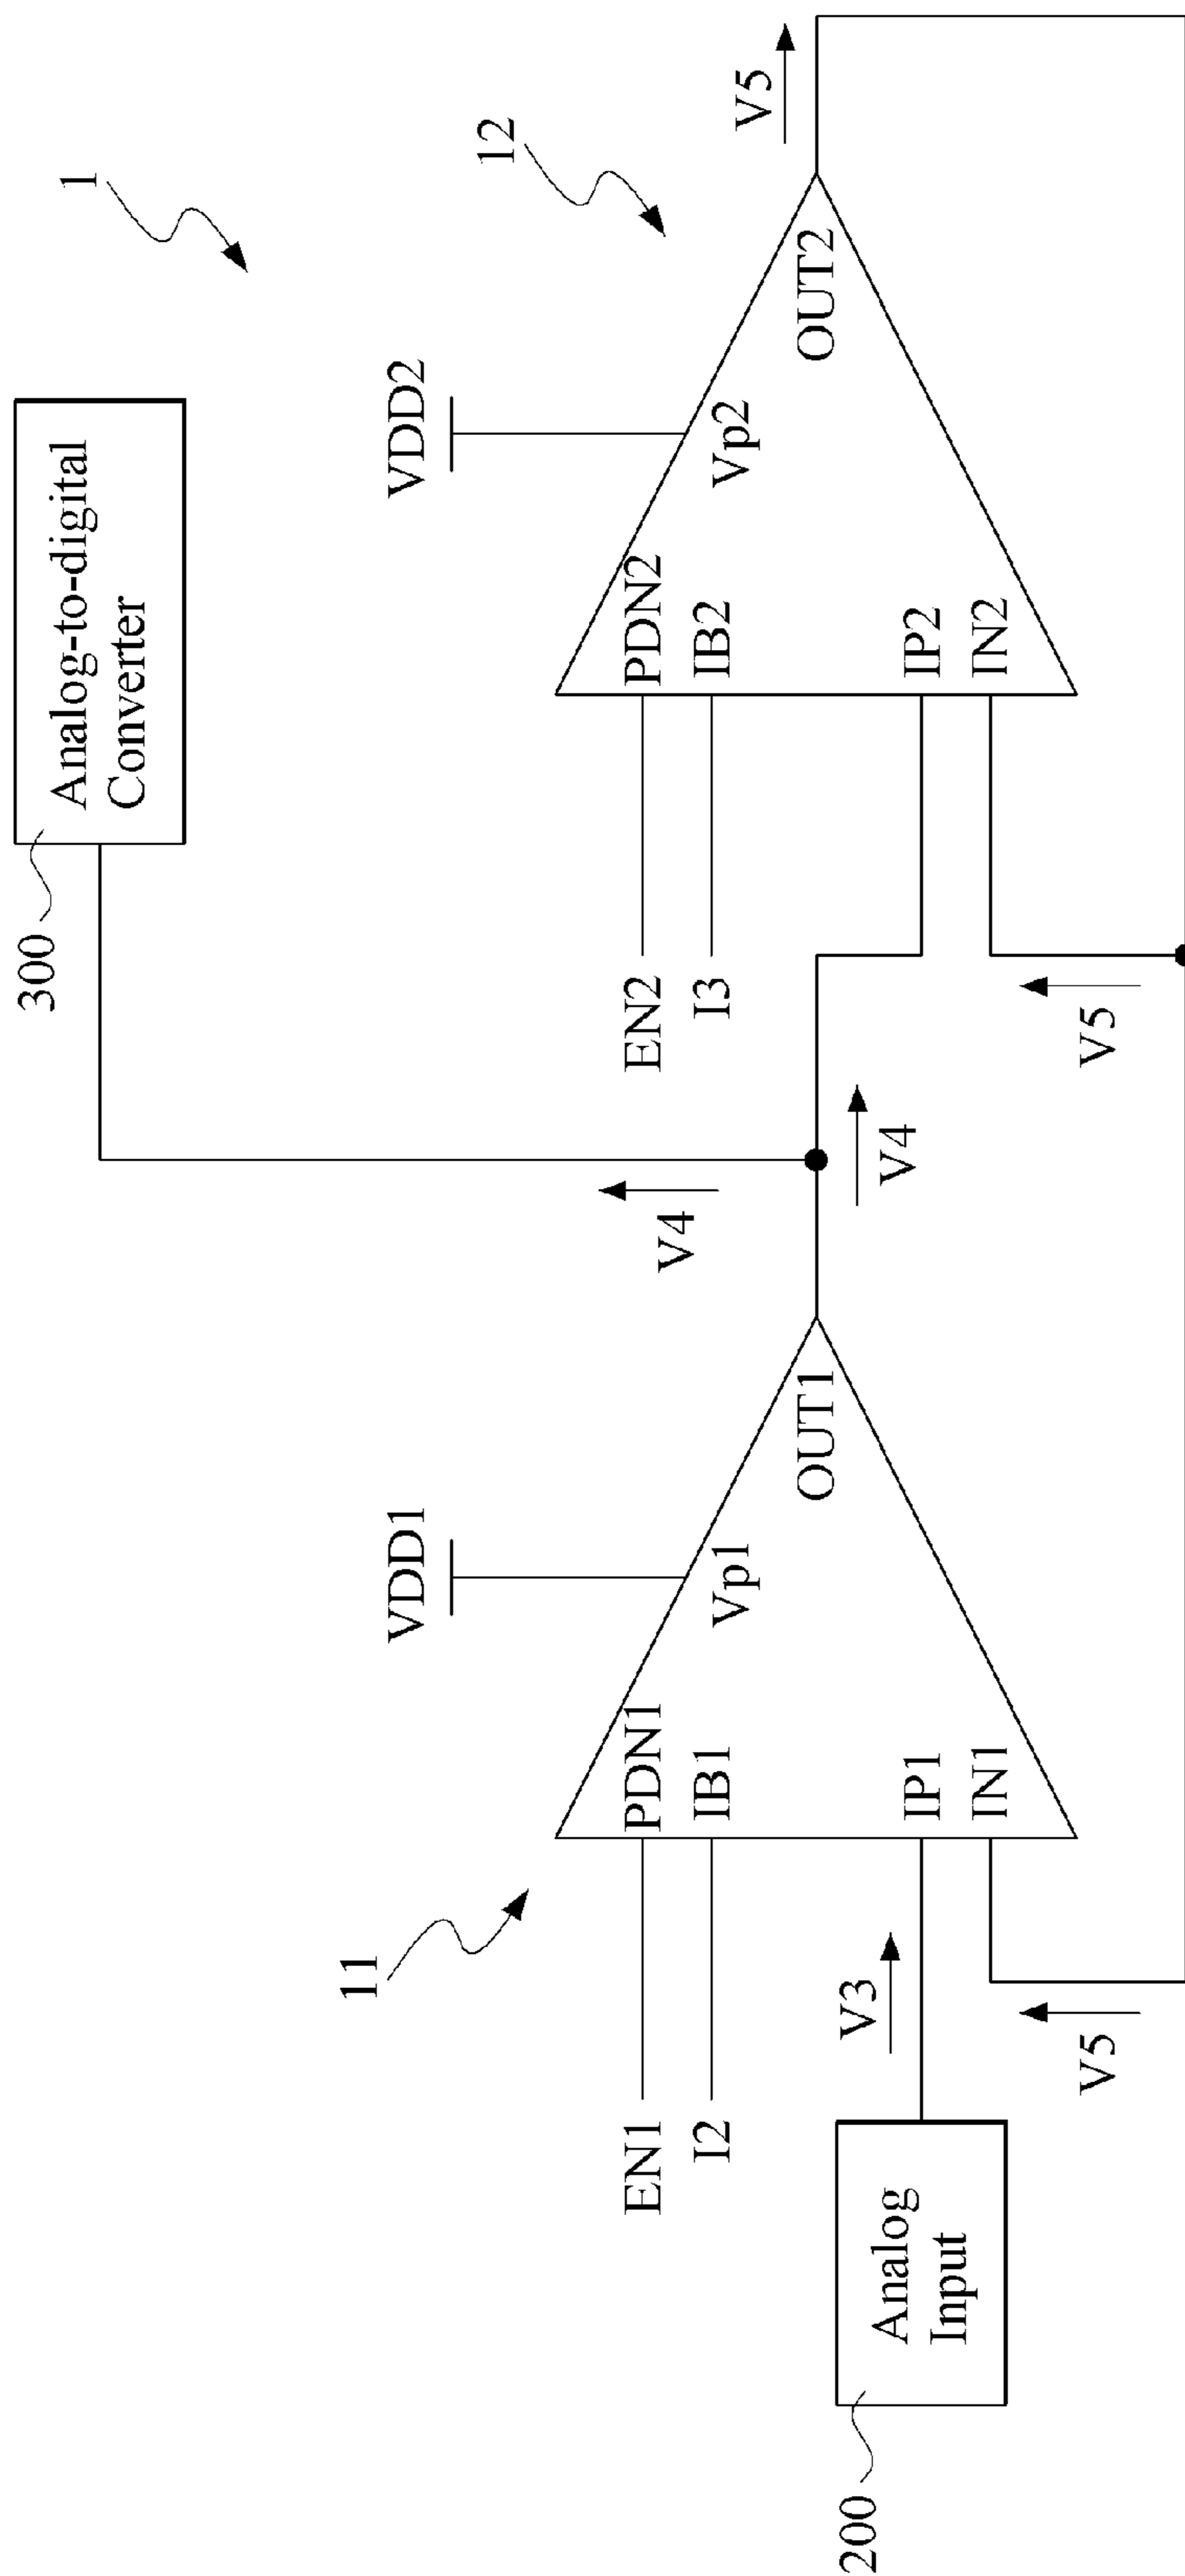 1
300
Analog-to-digital
Converter
12
VDD2
V5
EN2
PDN2
I3
IB2
Vp2
OUT2
IP2
IN2
V4
V4
V5
11
VDD1
EN1
PDN1
I2
IB1
Vp1
OUT1
V3
IP1
IN1
200
Analog
Input
V5